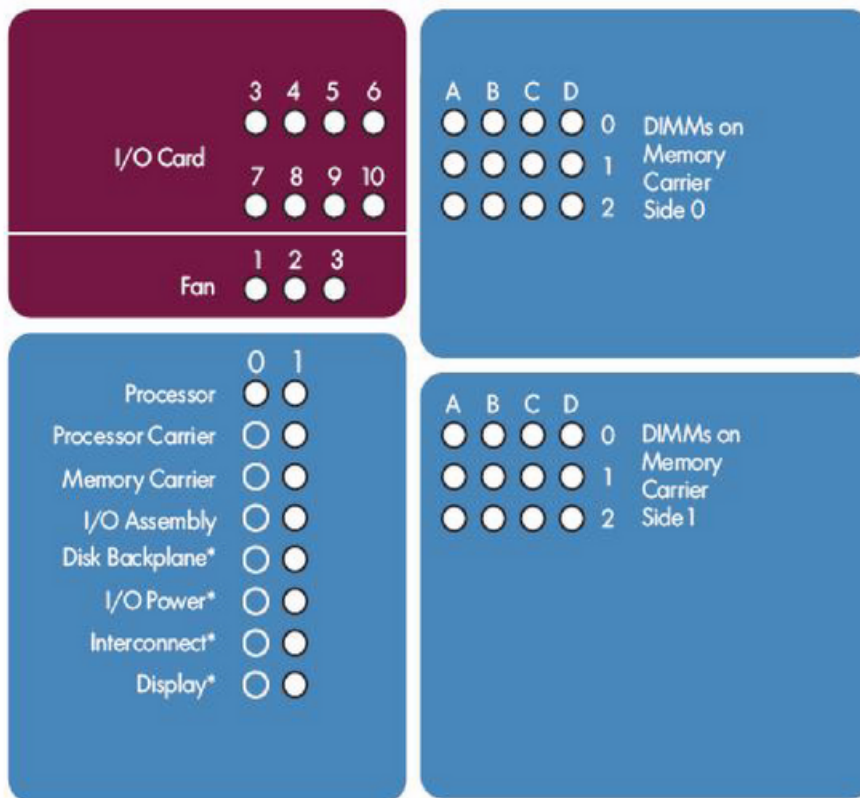 3 4 5 6
I/O Card
7 8 9 10
1 2 3
Fan
0 1
Processor
Processor Carrier
Memory Carrier
I/O Assembly
Disk Backplane*
I/O Power*
Interconnect*
Display*
A B C D
0 DIMMs on
1 Memory
Carrier
2 Side 0
A B C D
0 DIMMs on
1 Memory
Carrier
2 Side 1